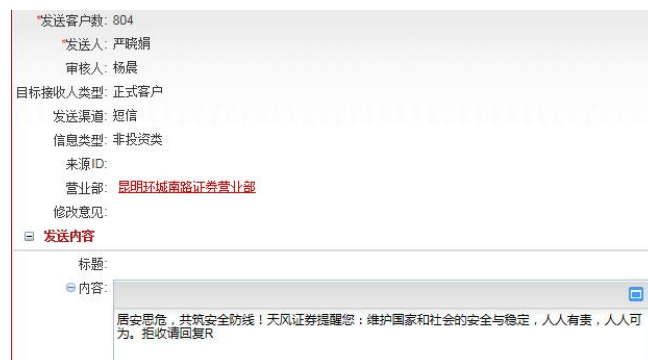 *发送客户数: 804
*发送人: 严晓娟
审核人: 杨晨
目标接收人类型: 正式客户
发送渠道: 短信
信息类型: 非投资类
来源ID:
营业部: 昆明环城南路证券营业部
修改意见:
发送内容
标题:
内容:
居安思危，共筑安全防线！天风证券提醒您：维护国家和社会的安全与稳定，人人有责，人人可
为。拒收请回复R